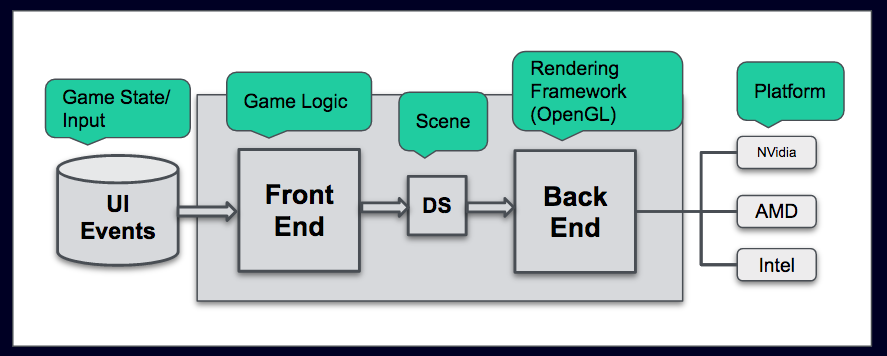 Game State/
Input
Game Logic
Scene
Rendering
Framework
(OpenGL)
Platform
UI
Events
Front
End
DS
Back
End
NVidia
AMD
Intel